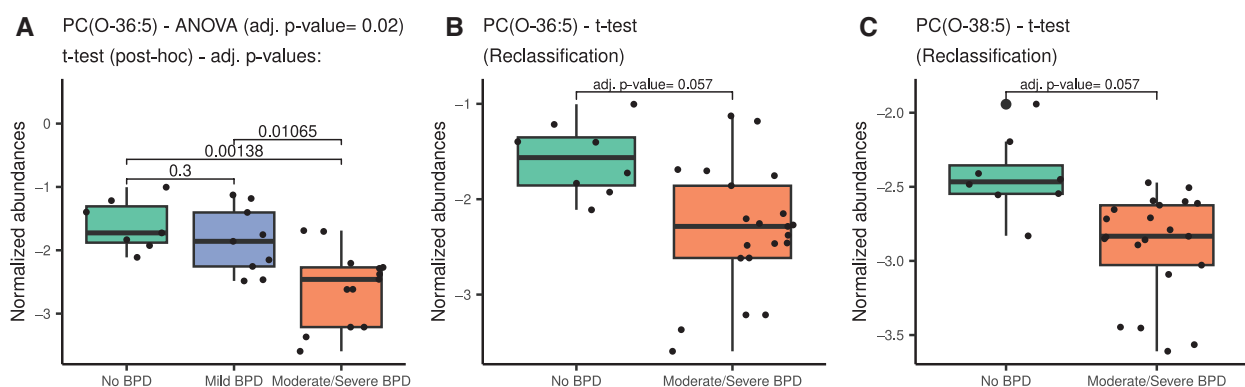 A
PC(O-36:5) - ANOVA (adj. p-value= 0.02)
t-test (post-hoc) - adj. p-values:
Normalized abundances
0
−1
−2
−3
0.01065
0.00138
0.3
No BPD
Mild BPD
Moderate/Severe BPD
B
PC(O-36:5) - t-test
(Reclassification)
Normalized abundances
−1
−2
−3
adj. p-value= 0.057
No BPD
Moderate/Severe BPD
C
PC(O-38:5) - t-test
(Reclassification)
Normalized abundances
−2.0
−2.5
−3.0
−3.5
adj. p-value= 0.057
No BPD
Moderate/Severe BPD